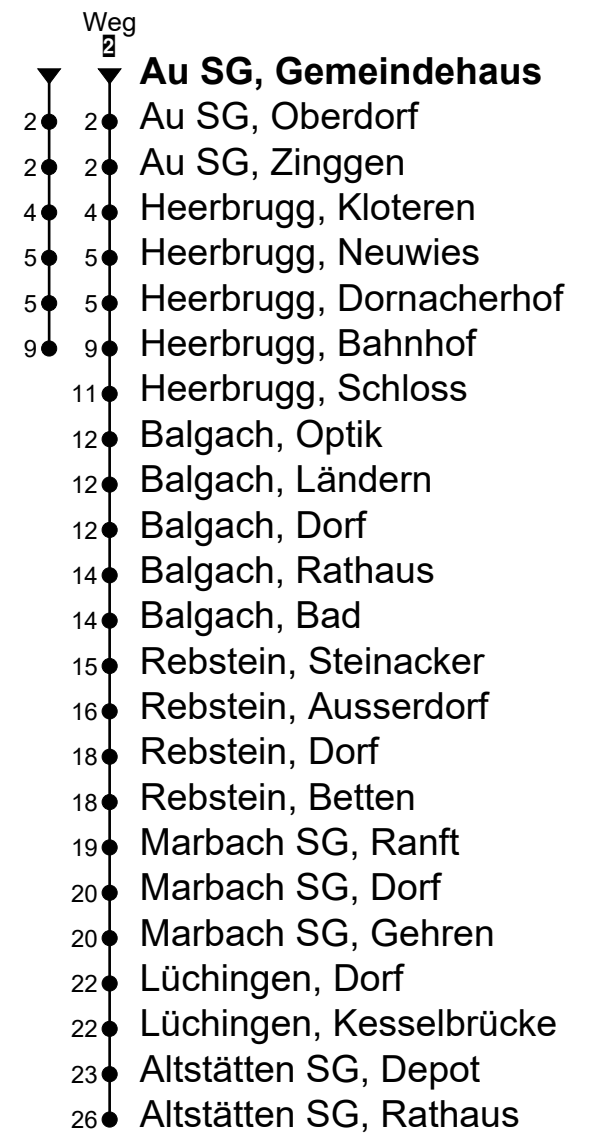 Weg
2
Au SG, Gemeindehaus
2 2 Au SG, Oberdorf
2 2 Au SG, Zinggen
4 4 Heerbrugg, Kloteren
5 5 Heerbrugg, Neuwies
5 5 Heerbrugg, Dornacherhof
9 9 Heerbrugg, Bahnhof
11 Heerbrugg, Schloss
12 Balgach, Optik
12 Balgach, Ländern
12 Balgach, Dorf
14 Balgach, Rathaus
14 Balgach, Bad
15 Rebstein, Steinacker
16 Rebstein, Ausserdorf
18 Rebstein, Dorf
18 Rebstein, Betten
19 Marbach SG, Ranft
20 Marbach SG, Dorf
20 Marbach SG, Gehren
22 Lüchingen, Dorf
22 Lüchingen, Kesselbrücke
23 Altstätten SG, Depot
26 Altstätten SG, Rathaus